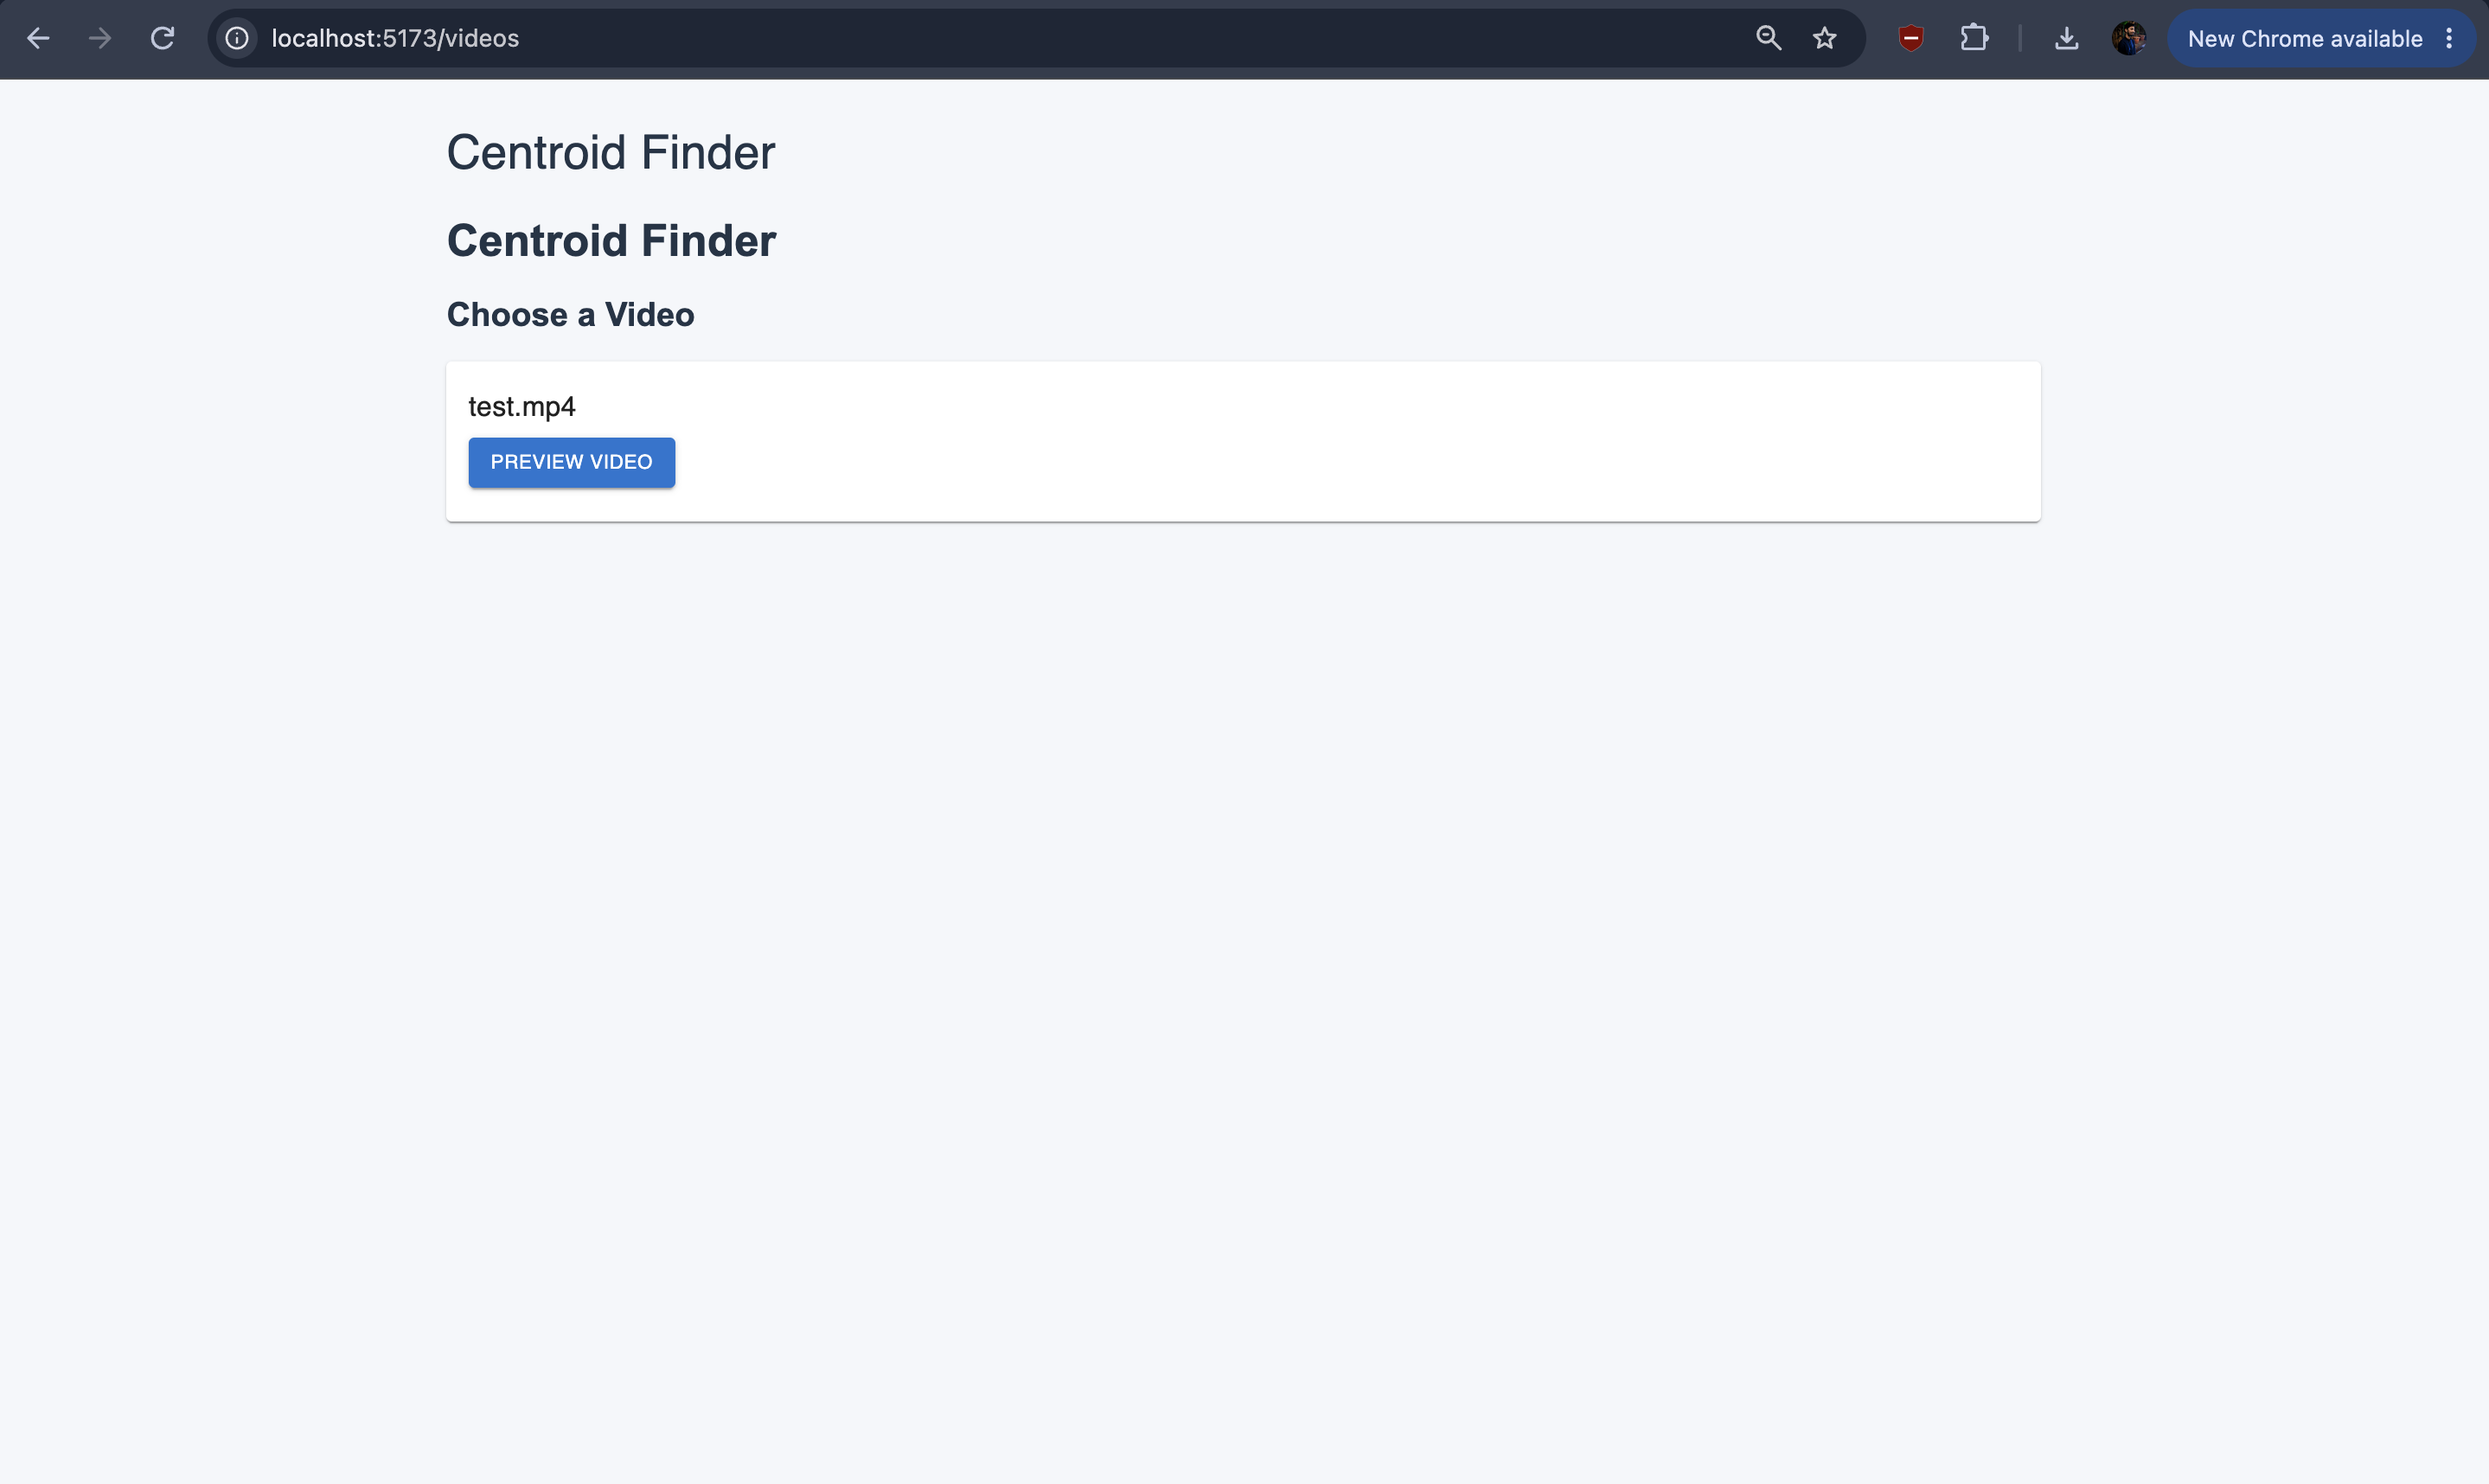 localhost:5173/videos
New Chrome available
Centroid Finder
Centroid Finder
Choose a Video
test.mp4
PREVIEW VIDEO